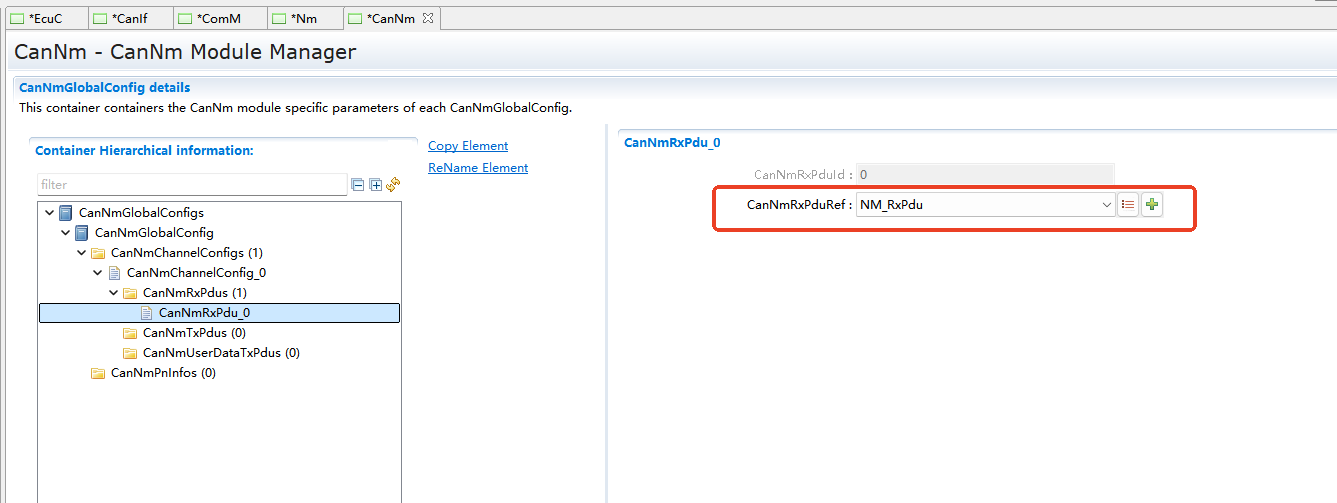 *EcuC *CanIf *ComM *Nm *CanNm
CanNm - CanNm Module Manager
CanNmGlobalConfig details
This container containers the CanNm module specific parameters of each CanNmGlobalConfig.
Container Hierarchical information:
filter
CanNmGlobalConfigs
CanNmGlobalConfig
CanNmChannelConfigs (1)
CanNmChannelConfig_0
CanNmRxPdus (1)
CanNmRxPdu_0
CanNmTxPdus (0)
CanNmUserDataTxPdus (0)
CanNmPnInfos (0)
Copy Element
ReName Element
CanNmRxPdu_0
CanNmRxPduId : 0
CanNmRxPduRef : NM_RxPdu